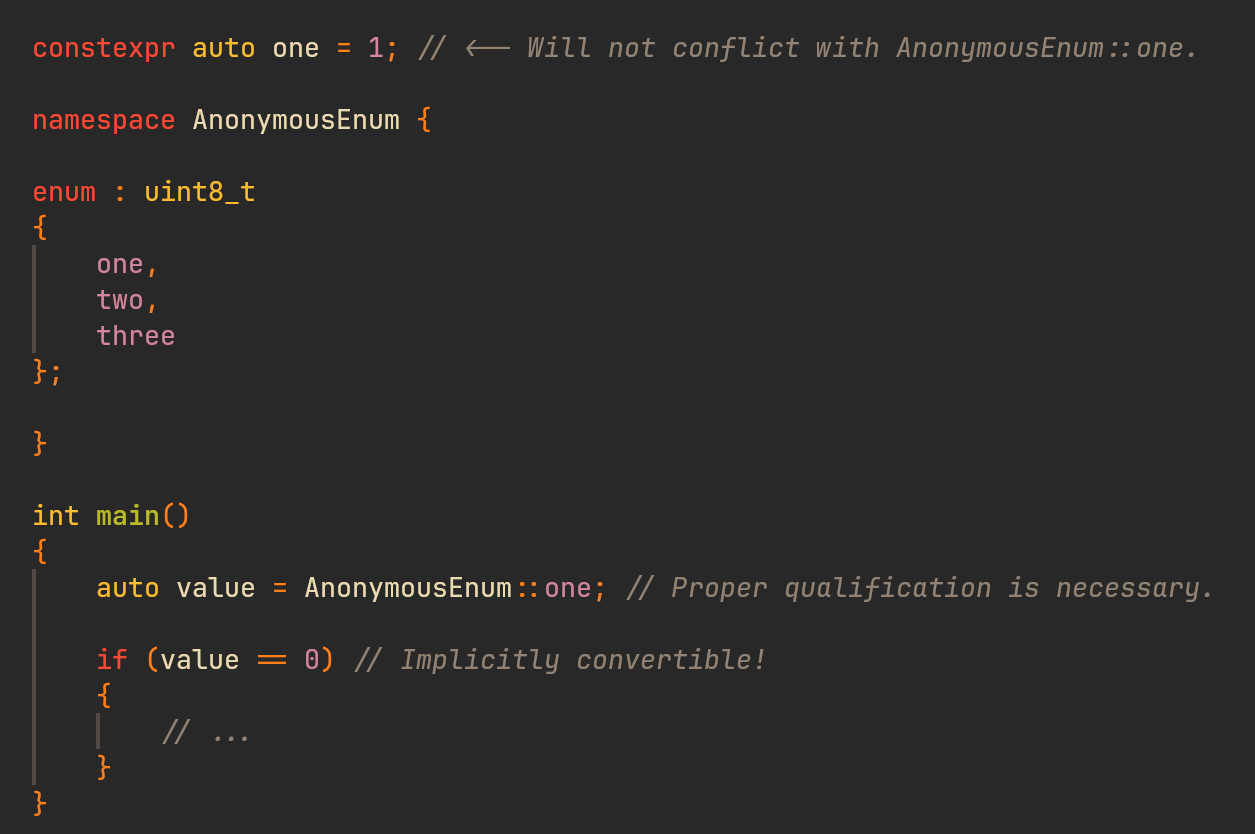 constexpr auto one = 1; // <-- Will not conflict with AnonymousEnum::one.
namespace AnonymousEnum {
enum : uint8_t
{
one,
two,
three
};
}
int main()
{
auto value = AnonymousEnum::one; // Proper qualification is necessary.
if (value == 0) // Implicitly convertible!
{
// ...
}
}